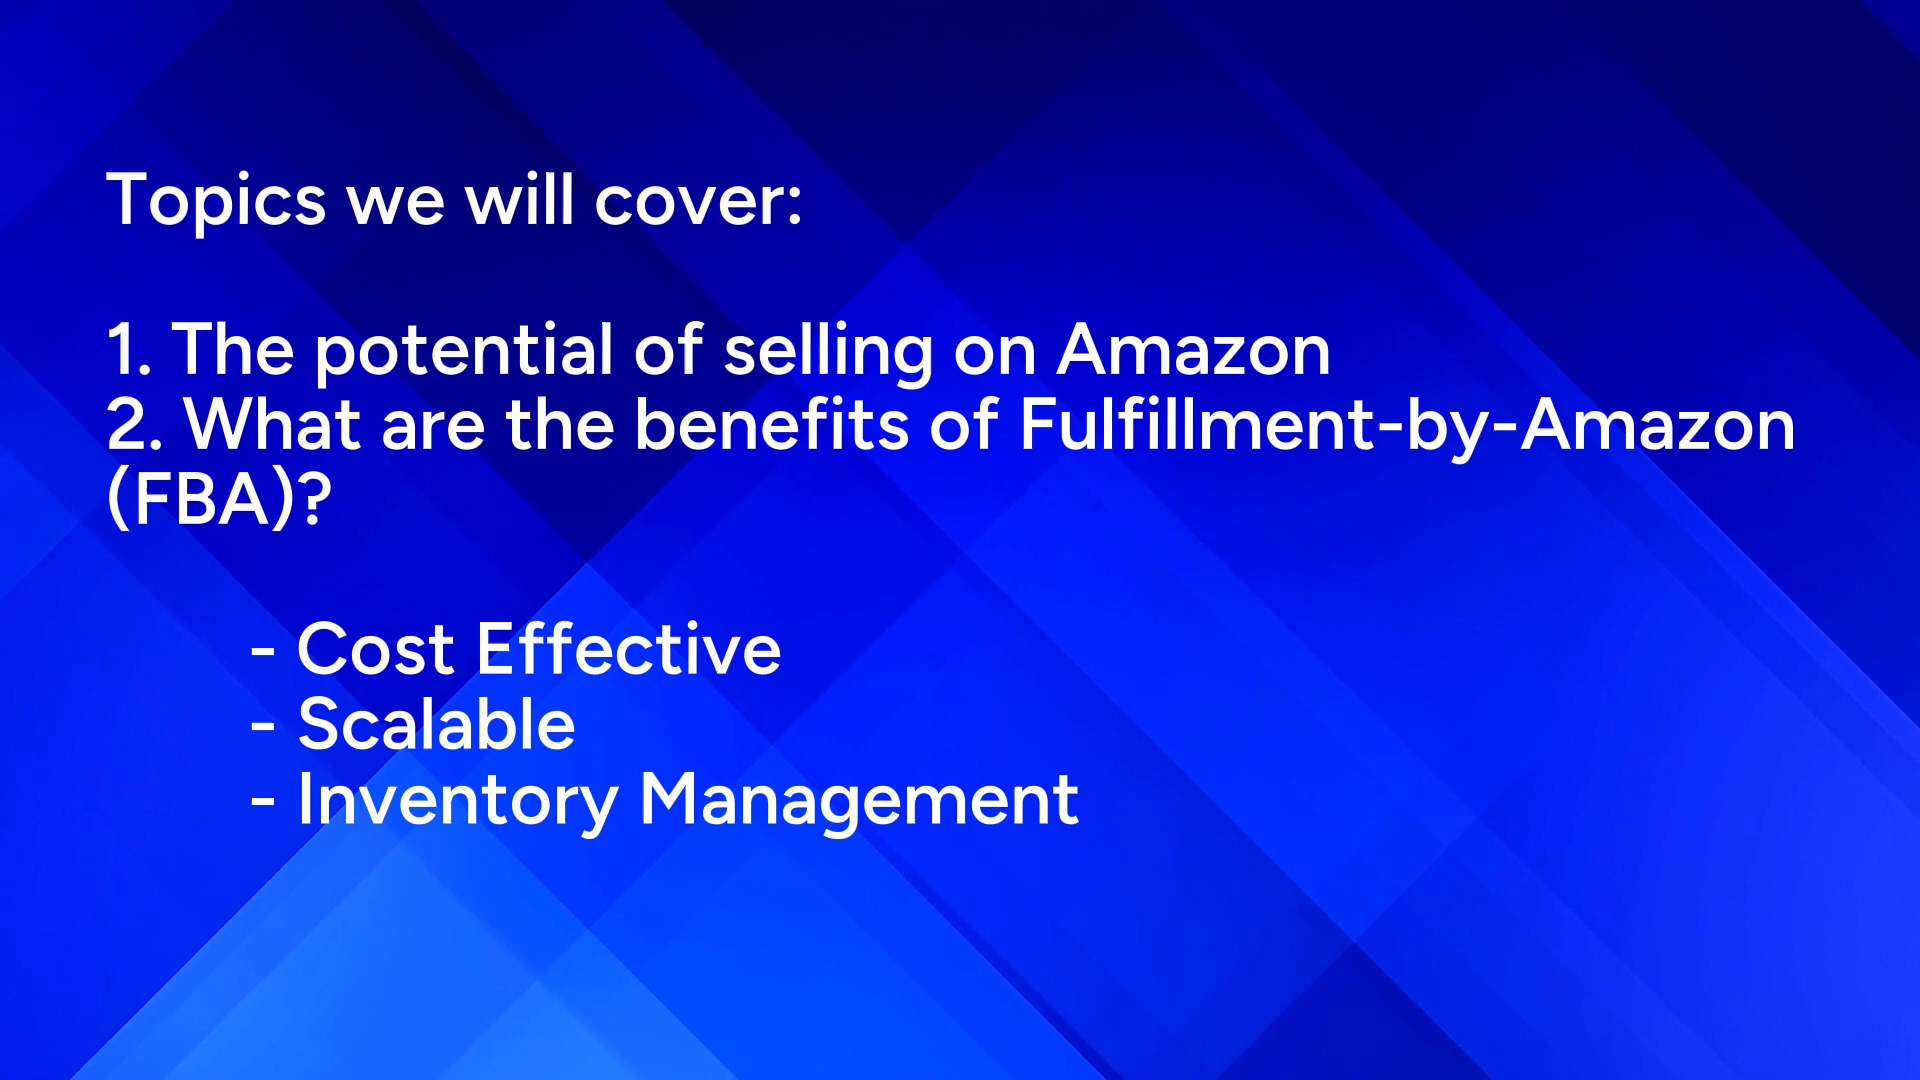 Topics we will cover:
1. The potential of selling on Amazon
2. What are the benefits of Fulfillment-by-Amazon
(FBA)?
- Cost Effective
- Scalable
- Inventory Management